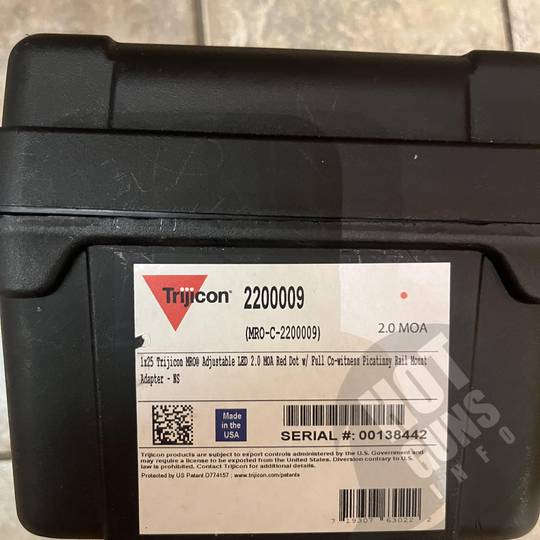 Trijicon® 2200009
(MRO-C-2200009)
2.0 MOA
1x25 Trijicon MRO® Adjustable LED 2.0 MOA Red Dot w/ Full Co-witness Picatinny Rail Mount
Adapter - NS
Made
in the
USA
SERIAL #: 00138442
Trijicon products are subject to export controls administered by the U.S. Government and
may require a license to be exported from the United States. Diversion contrary to U.S.
law is prohibited. Contact Trijicon for additional details.
Protected by US Patent D774157 ; www.trijicon.com/patents
7 19307 63022 2
HOT
GUNS
INFO